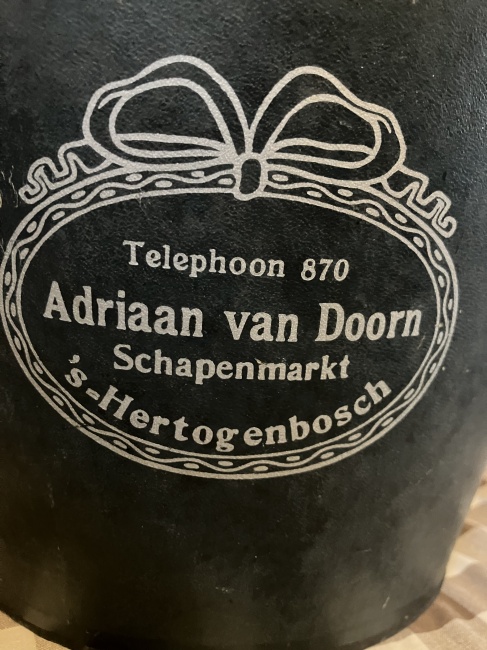 Telephoon 870
Adriaan van Doorn
Schapenmarkt
's-Hertogenbosch